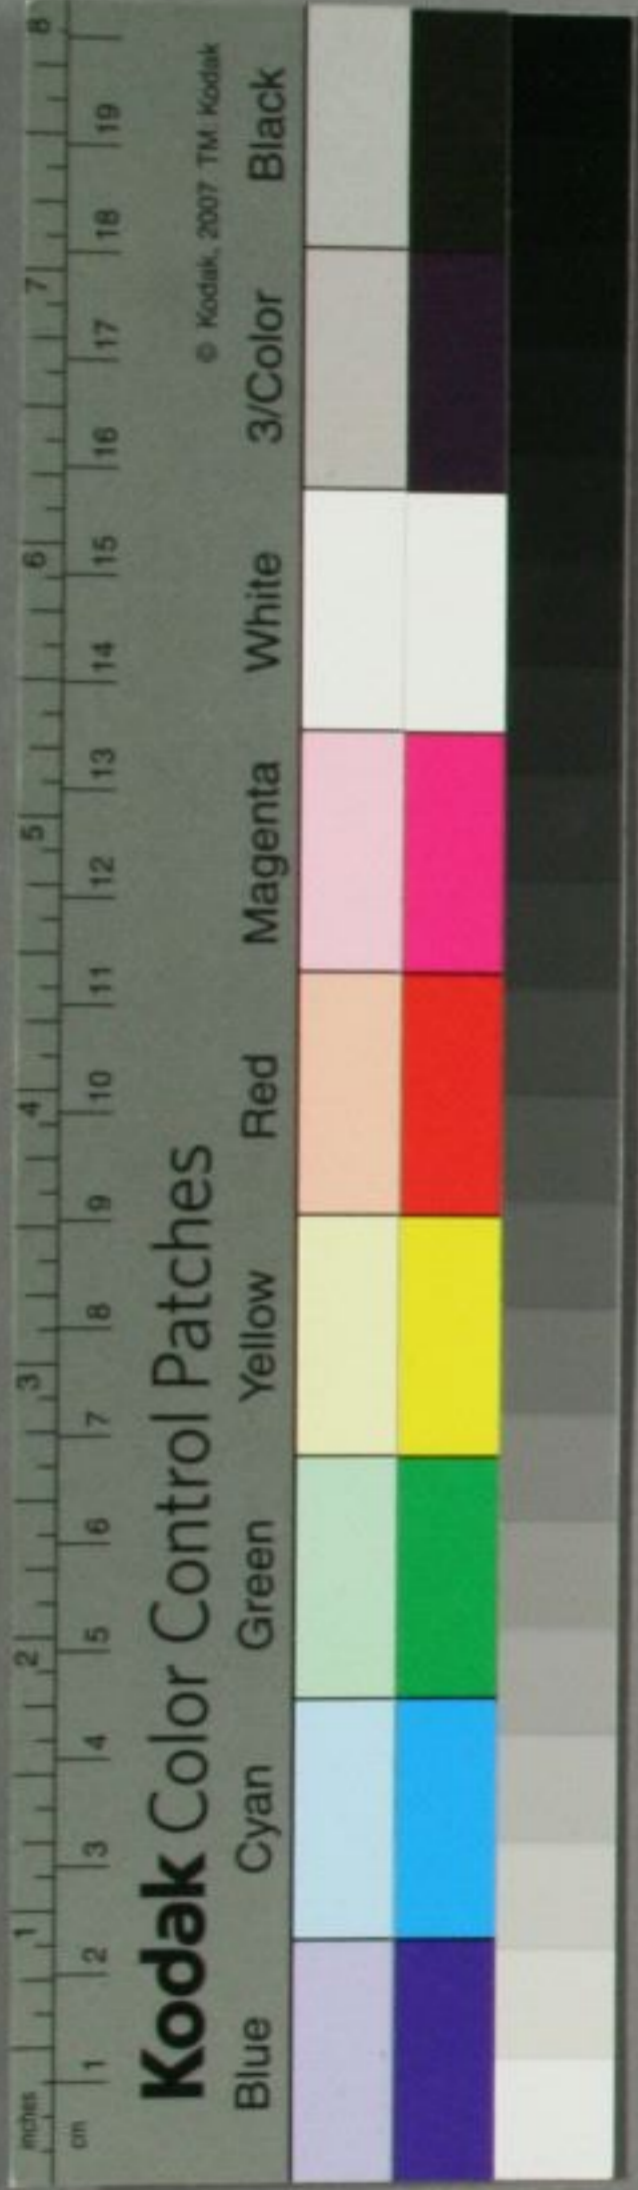 inches 1 2 3 4 5 6 7 8
cm 1 2 3 4 5 6 7 8 9 10 11 12 13 14 15 16 17 18 19
Kodak Color Control Patches
© Kodak, 2007 TM: Kodak
Blue Cyan Green Yellow Red Magenta White 3/Color Black